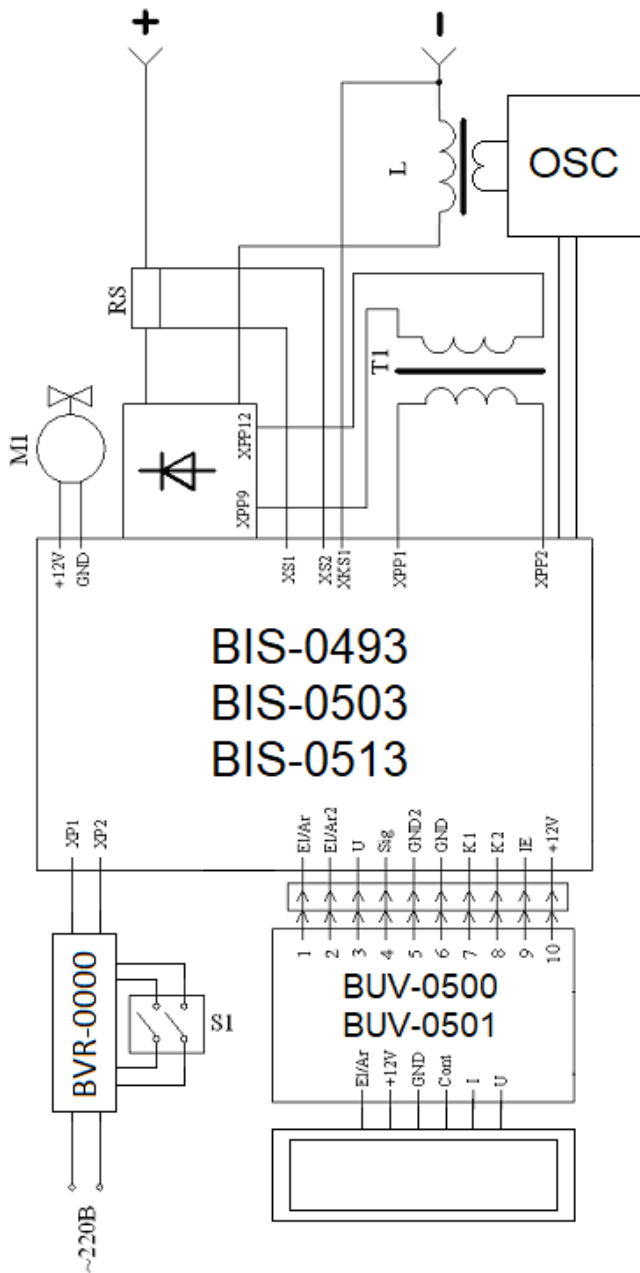 +
-
OSC
L
RS
T1
M1
XPP12
XPP9
+12V
GND
XS1
XS2
XKS1
XPP1
XPP2
BIS-0493
BIS-0503
BIS-0513
XP1
XP2
El/Ar
El/Ar2
U
Sig
GND2
GND
K1
K2
IE
+12V
1
2
3
4
5
6
7
8
9
10
BVR-0000
S1
BUV-0500
BUV-0501
El/Ar
+12V
GND
Cont
I
U
~220В